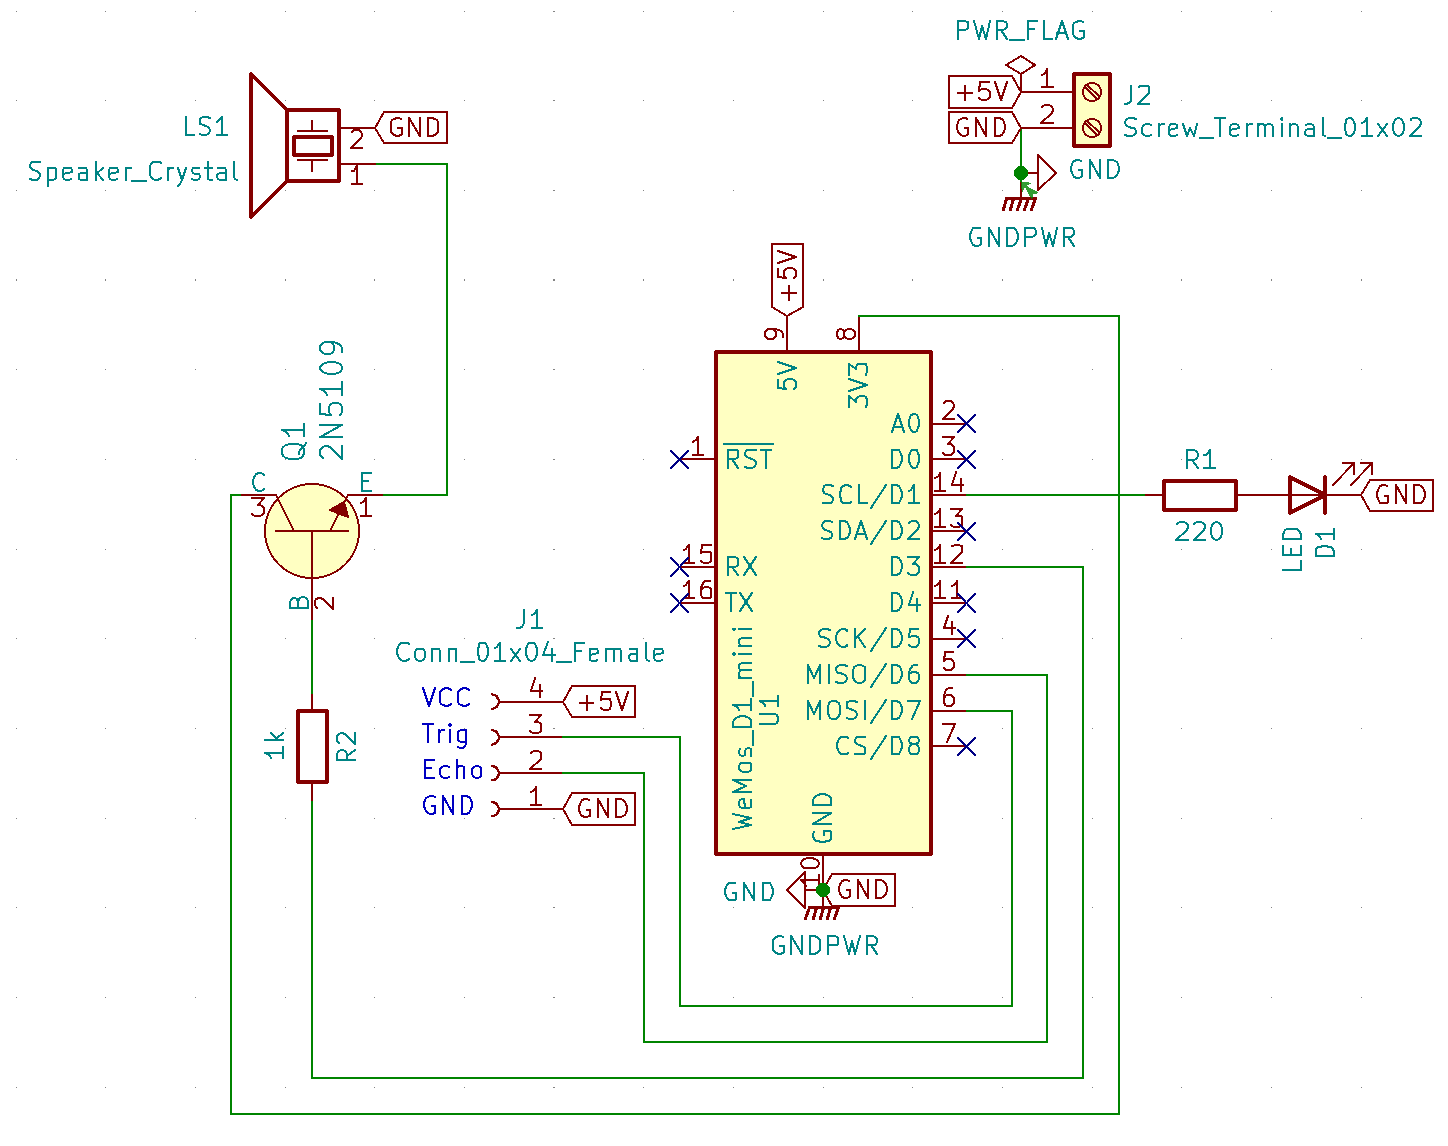 PWR_FLAG
+5V
1
J2
GND
2
Screw_Terminal_01x02
GND
GNDPWR
LS1
Speaker_Crystal
2
GND
1
+5V
9
8
5V
3V3
Q1
2N5109
C
3
E
1
B
2
1
RST
15
RX
16
TX
A0
2
D0
3
SCL/D1
14
SDA/D2
13
D3
12
D4
11
SCK/D5
4
MISO/D6
5
MOSI/D7
6
CS/D8
7
WeMos_D1_mini
U1
GND
10
GND
GND
GNDPWR
R1
220
LED
D1
GND
J1
Conn_01x04_Female
VCC
4
+5V
Trig
3
Echo
2
GND
1
GND
1k
R2